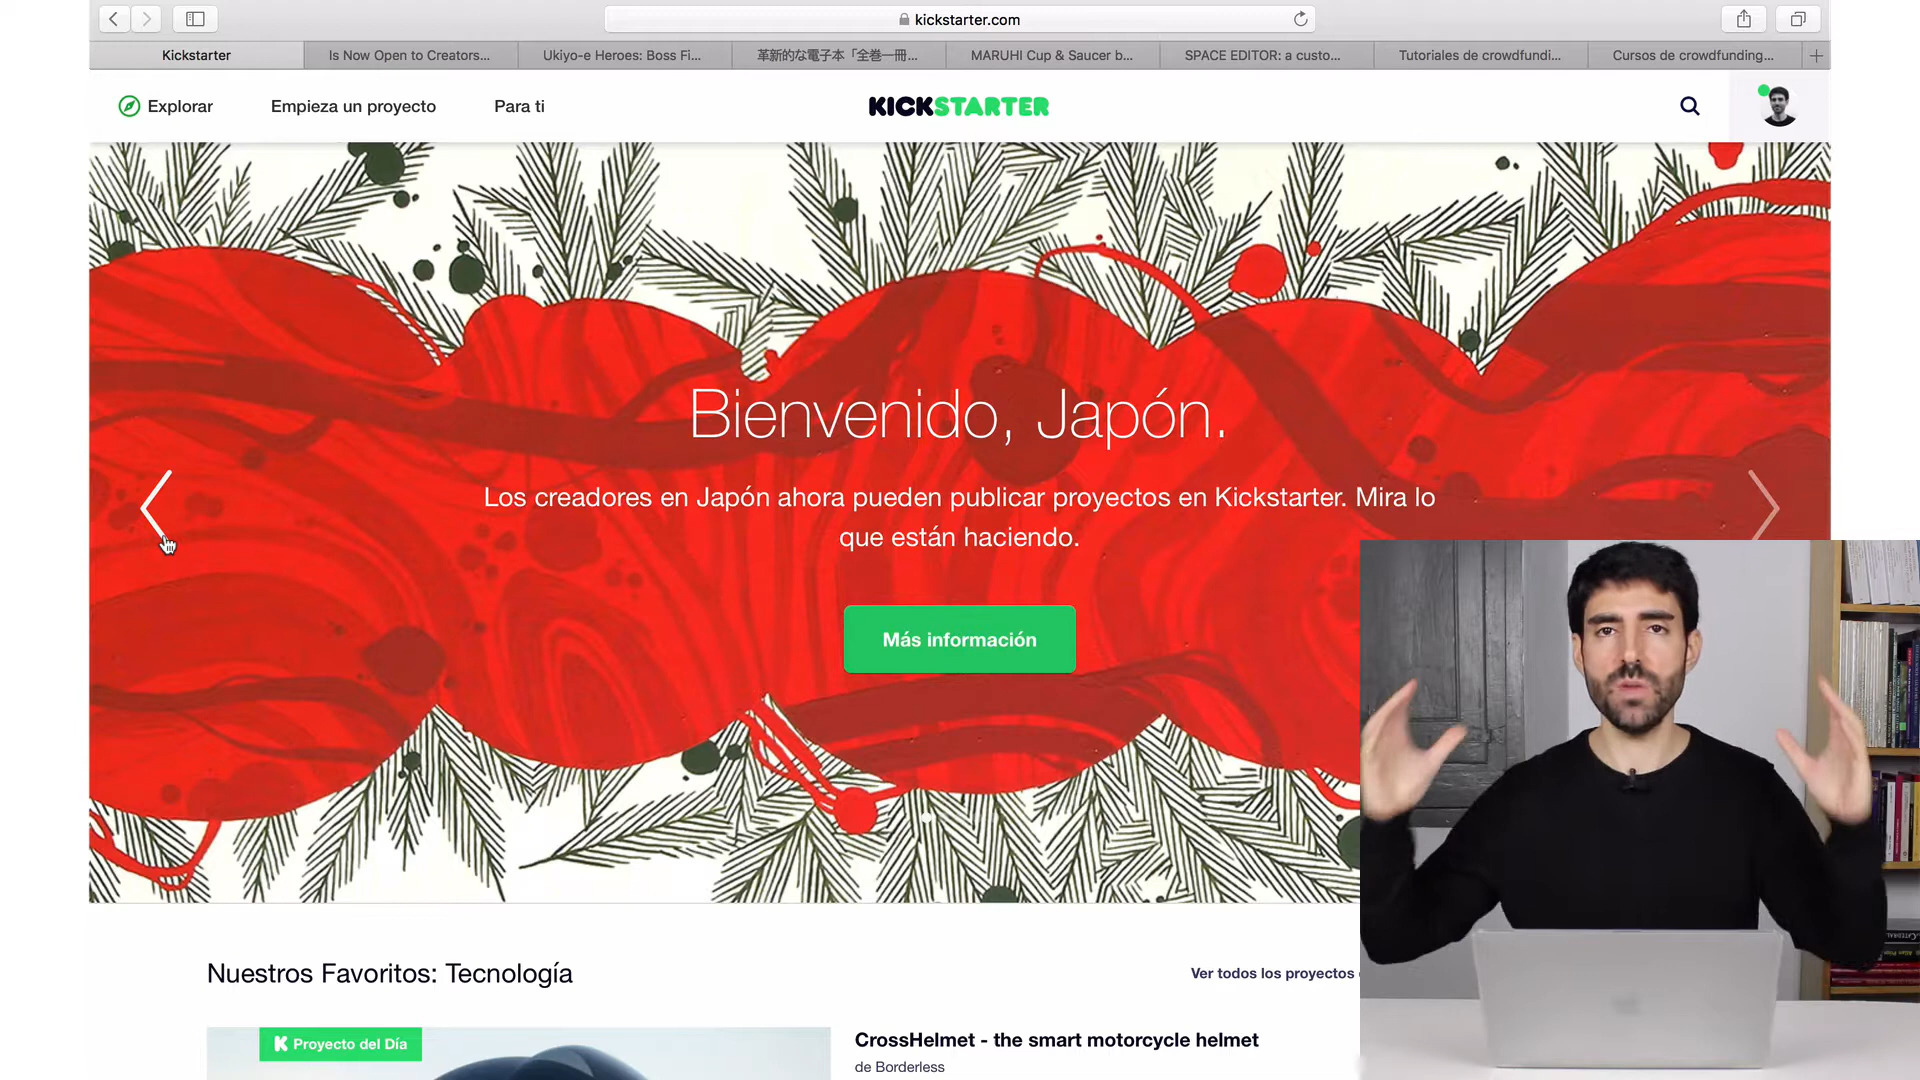 kickstarter.com
Kickstarter
Is Now Open to Creators...
Ukiyo-e Heroes: Boss Fi...
革新的な電子本「全巻一冊...
MARUHI Cup & Saucer b...
SPACE EDITOR: a custo...
Tutoriales de crowdfundi...
Cursos de crowdfunding...
Explorar
Empieza un proyecto
Para ti
KICKSTARTER
Bienvenido, Japón.
Los creadores en Japón ahora pueden publicar proyectos en Kickstarter. Mira lo
que están haciendo.
Más información
Nuestros Favoritos: Tecnología
Ver todos los proyectos
Proyecto del Día
CrossHelmet - the smart motorcycle helmet
de Borderless